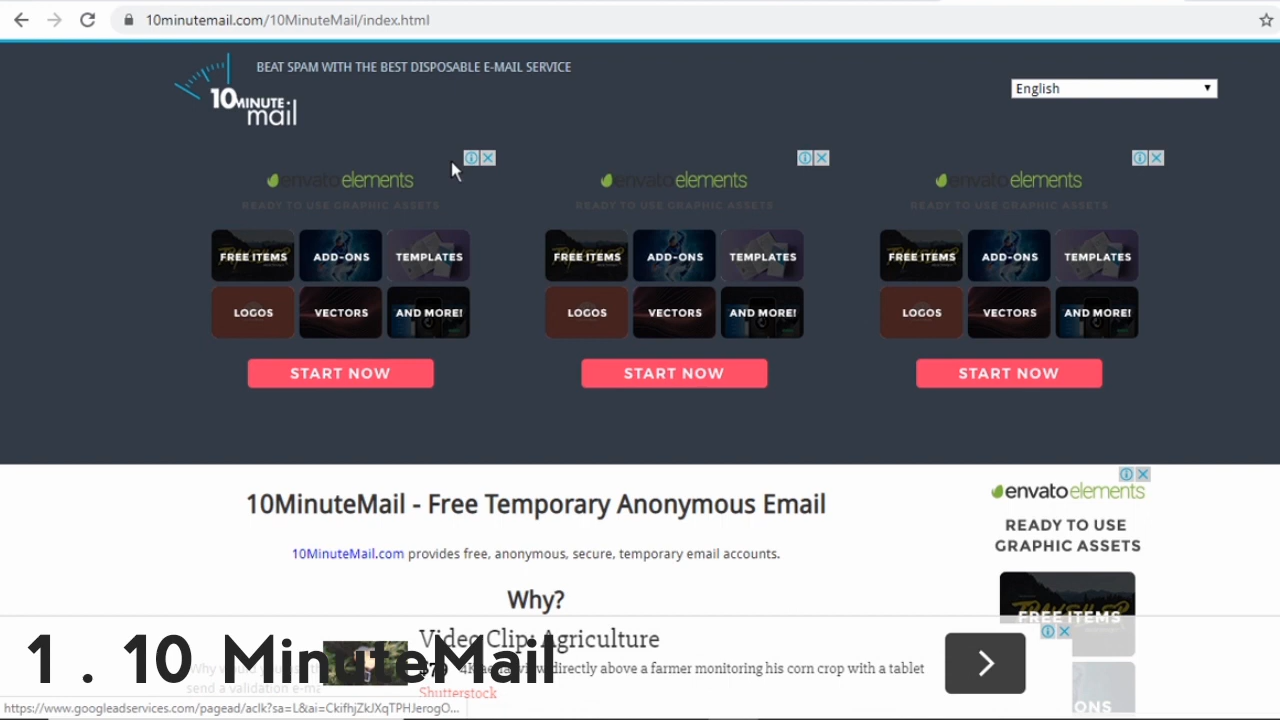 10minutemail.com/10MinuteMail/index.html
BEAT SPAM WITH THE BEST DISPOSABLE E-MAIL SERVICE
10MINUTE
mail
English
envato elements
READY TO USE GRAPHIC ASSETS
FREE ITEMS
ADD-ONS
TEMPLATES
LOGOS
VECTORS
AND MORE!
START NOW
envato elements
READY TO USE GRAPHIC ASSETS
FREE ITEMS
ADD-ONS
TEMPLATES
LOGOS
VECTORS
AND MORE!
START NOW
envato elements
READY TO USE GRAPHIC ASSETS
FREE ITEMS
ADD-ONS
TEMPLATES
LOGOS
VECTORS
AND MORE!
START NOW
10MinuteMail - Free Temporary Anonymous Email
10MinuteMail.com provides free, anonymous, secure, temporary email accounts.
Why?
envato elements
READY TO USE
GRAPHIC ASSETS
Video Clip: Agriculture
directly above a farmer monitoring his corn crop with a tablet
Shutterstock
1 . 10 MinuteMail
send a validation
https://www.googleadservices.com/pagead/aclk?sa=L&ai=CkifhjZkJXqTPHJerogO...